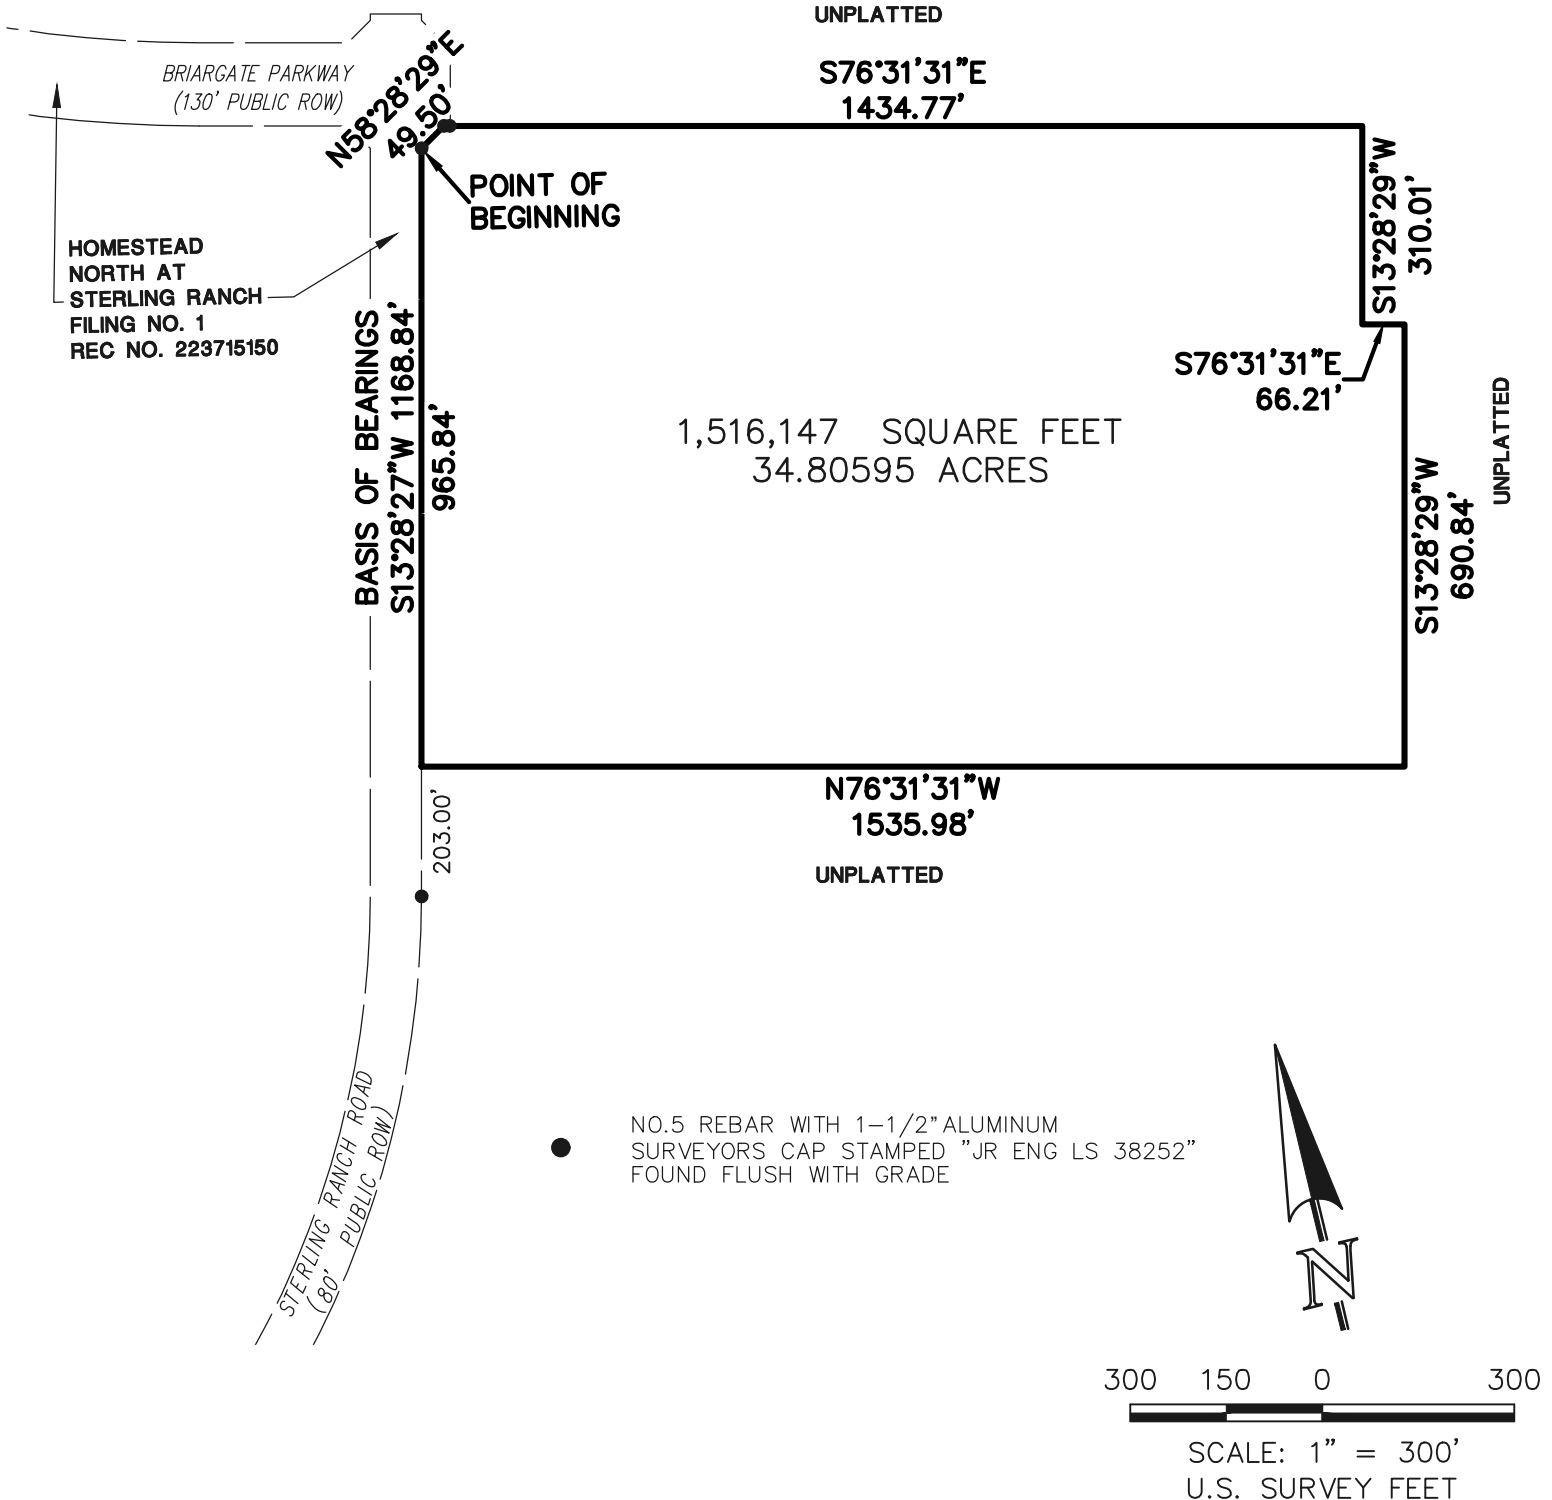 UNPLATTED
S76°31'31"E
1434.77'
BRIARGATE PARKWAY
(130' PUBLIC ROW)
N58°28'29"E
49.50'
POINT OF
BEGINNING
S13°28'29"W
310.01'
HOMESTEAD
NORTH AT
STERLING RANCH
FILING NO. 1
REC NO. 223715150
BASIS OF BEARINGS
S13°28'27"W 1168.84'
965.84'
S76°31'31"E
66.21'
1,516,147 SQUARE FEET
34.80595 ACRES
UNPLATTED
S13°28'29"W
690.84'
N76°31'31"W
1535.98'
203.00'
UNPLATTED
STERLING RANCH ROAD
(80' PUBLIC ROW)
NO.5 REBAR WITH 1-1/2" ALUMINUM
SURVEYORS CAP STAMPED "JR ENG LS 38252"
FOUND FLUSH WITH GRADE
N
300 150 0 300
SCALE: 1" = 300'
U.S. SURVEY FEET